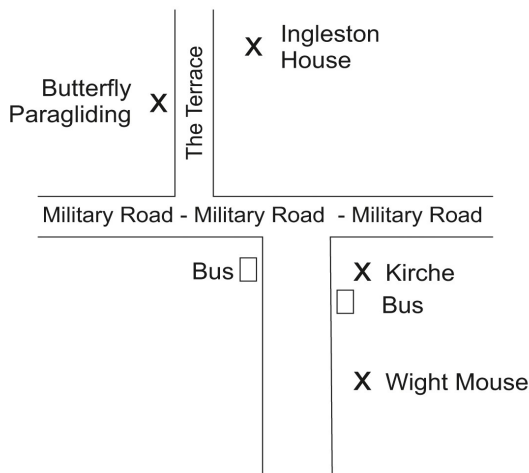 Ingleston
House
Butterfly
Paragliding
X
X
The Terrace
Military Road - Military Road - Military Road
Bus
X Kirche
Bus
X Wight Mouse